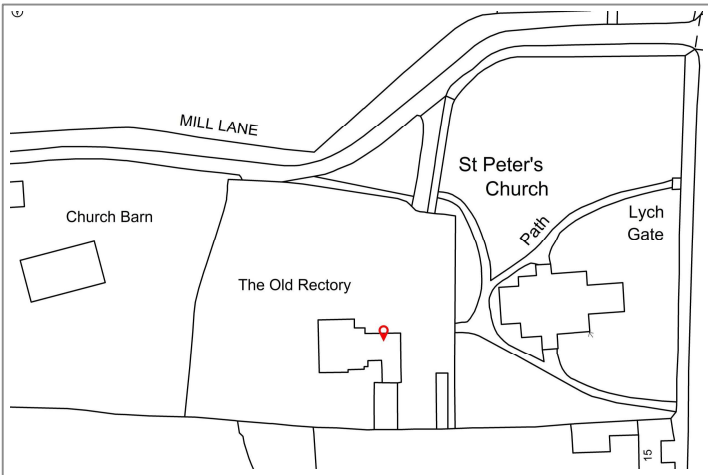 MILL LANE
St Peter's
Church
Church Barn
Path
Lych
Gate
The Old Rectory
15